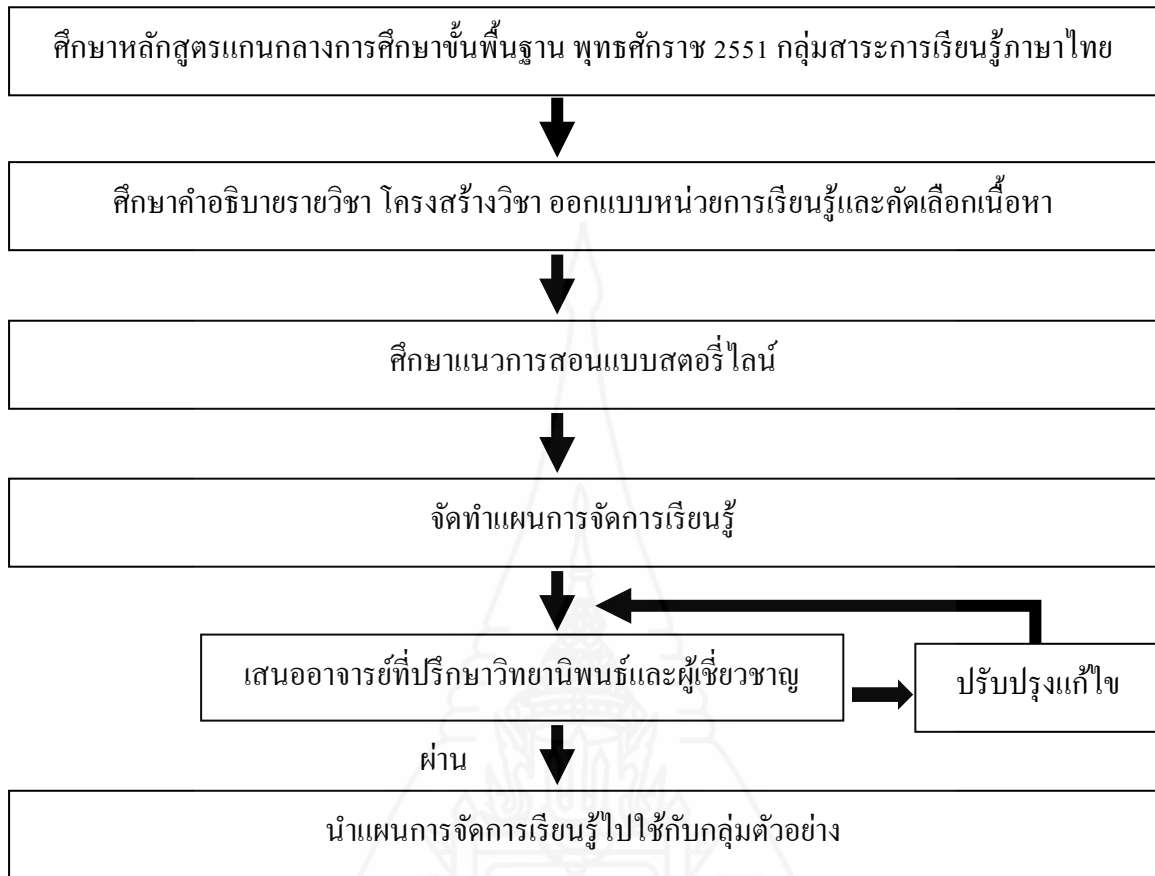 ศึกษาหลักสูตรแกนกลางการศึกษาขั้นพื้นฐาน พุทธศักราช 2551 กลุ่มสาระการเรียนรู้ภาษาไทย
ศึกษาคำอธิบายรายวิชา โครงสร้างวิชา ออกแบบหน่วยการเรียนรู้และคัดเลือกเนื้อหา
ศึกษาแนวการสอนแบบสตอรี่ไลน์
จัดทำแผนการจัดการเรียนรู้
เสนออาจารย์ที่ปรึกษาวิทยานิพนธ์และผู้เชี่ยวชาญ
ปรับปรุงแก้ไข
ผ่าน
นำแผนการจัดการเรียนรู้ไปใช้กับกลุ่มตัวอย่าง